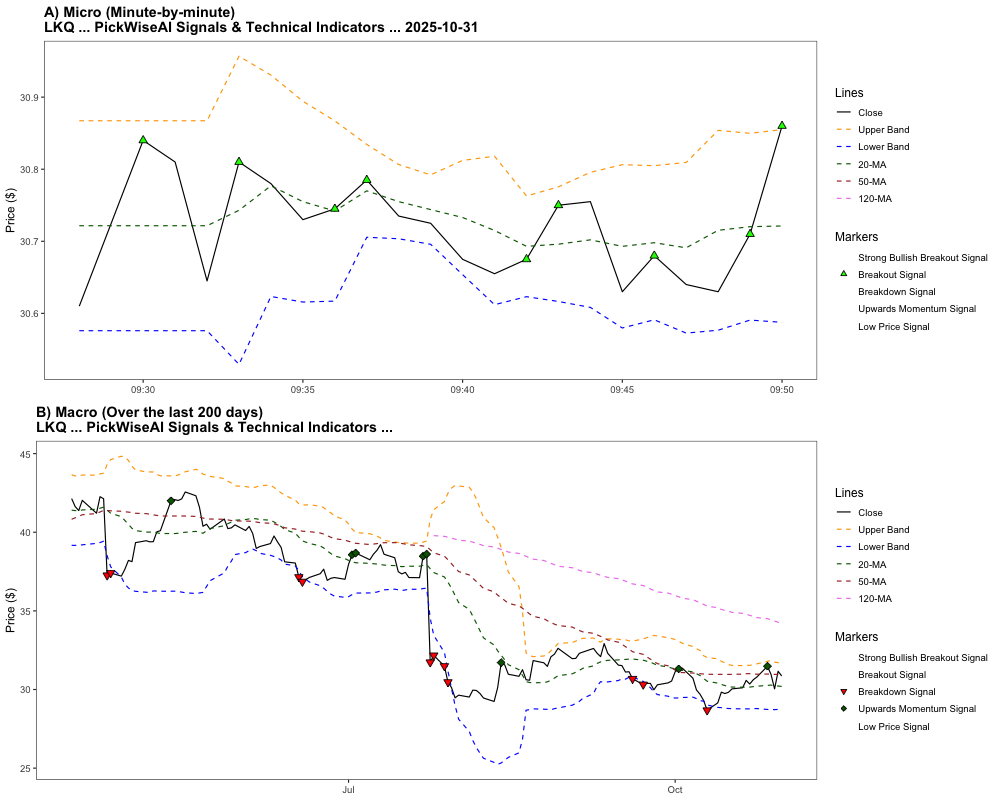 A) Micro (Minute-by-minute)
LKQ ... PickWiseAI Signals & Technical Indicators ... 2025-10-31
Price ($)
30.9
30.8
30.7
30.6
09:30
09:35
09:40
09:45
09:50
Lines
Close
Upper Band
Lower Band
20-MA
50-MA
120-MA
Markers
Strong Bullish Breakout Signal
Breakout Signal
Breakdown Signal
Upwards Momentum Signal
Low Price Signal
B) Macro (Over the last 200 days)
LKQ ... PickWiseAI Signals & Technical Indicators ...
Price ($)
45
40
35
30
25
Jul
Oct
Lines
Close
Upper Band
Lower Band
20-MA
50-MA
120-MA
Markers
Strong Bullish Breakout Signal
Breakout Signal
Breakdown Signal
Upwards Momentum Signal
Low Price Signal